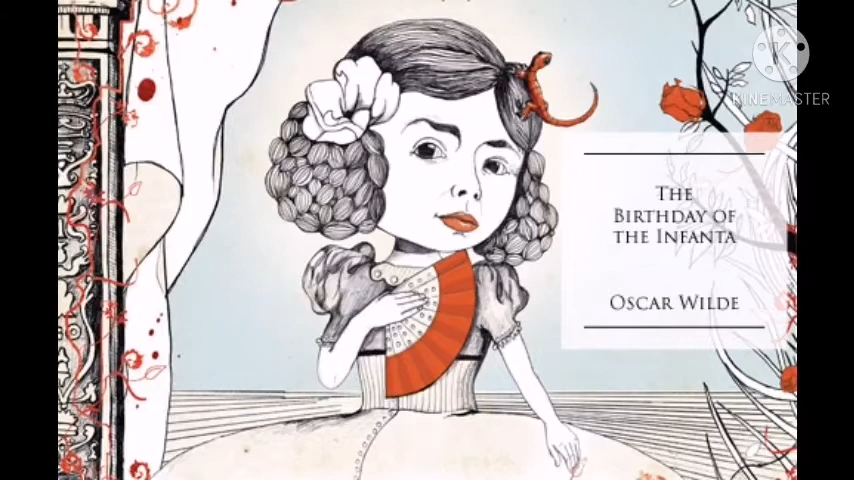 KINEMASTER
THE
BIRTHDAY OF
THE INFANTA
OSCAR WILDE